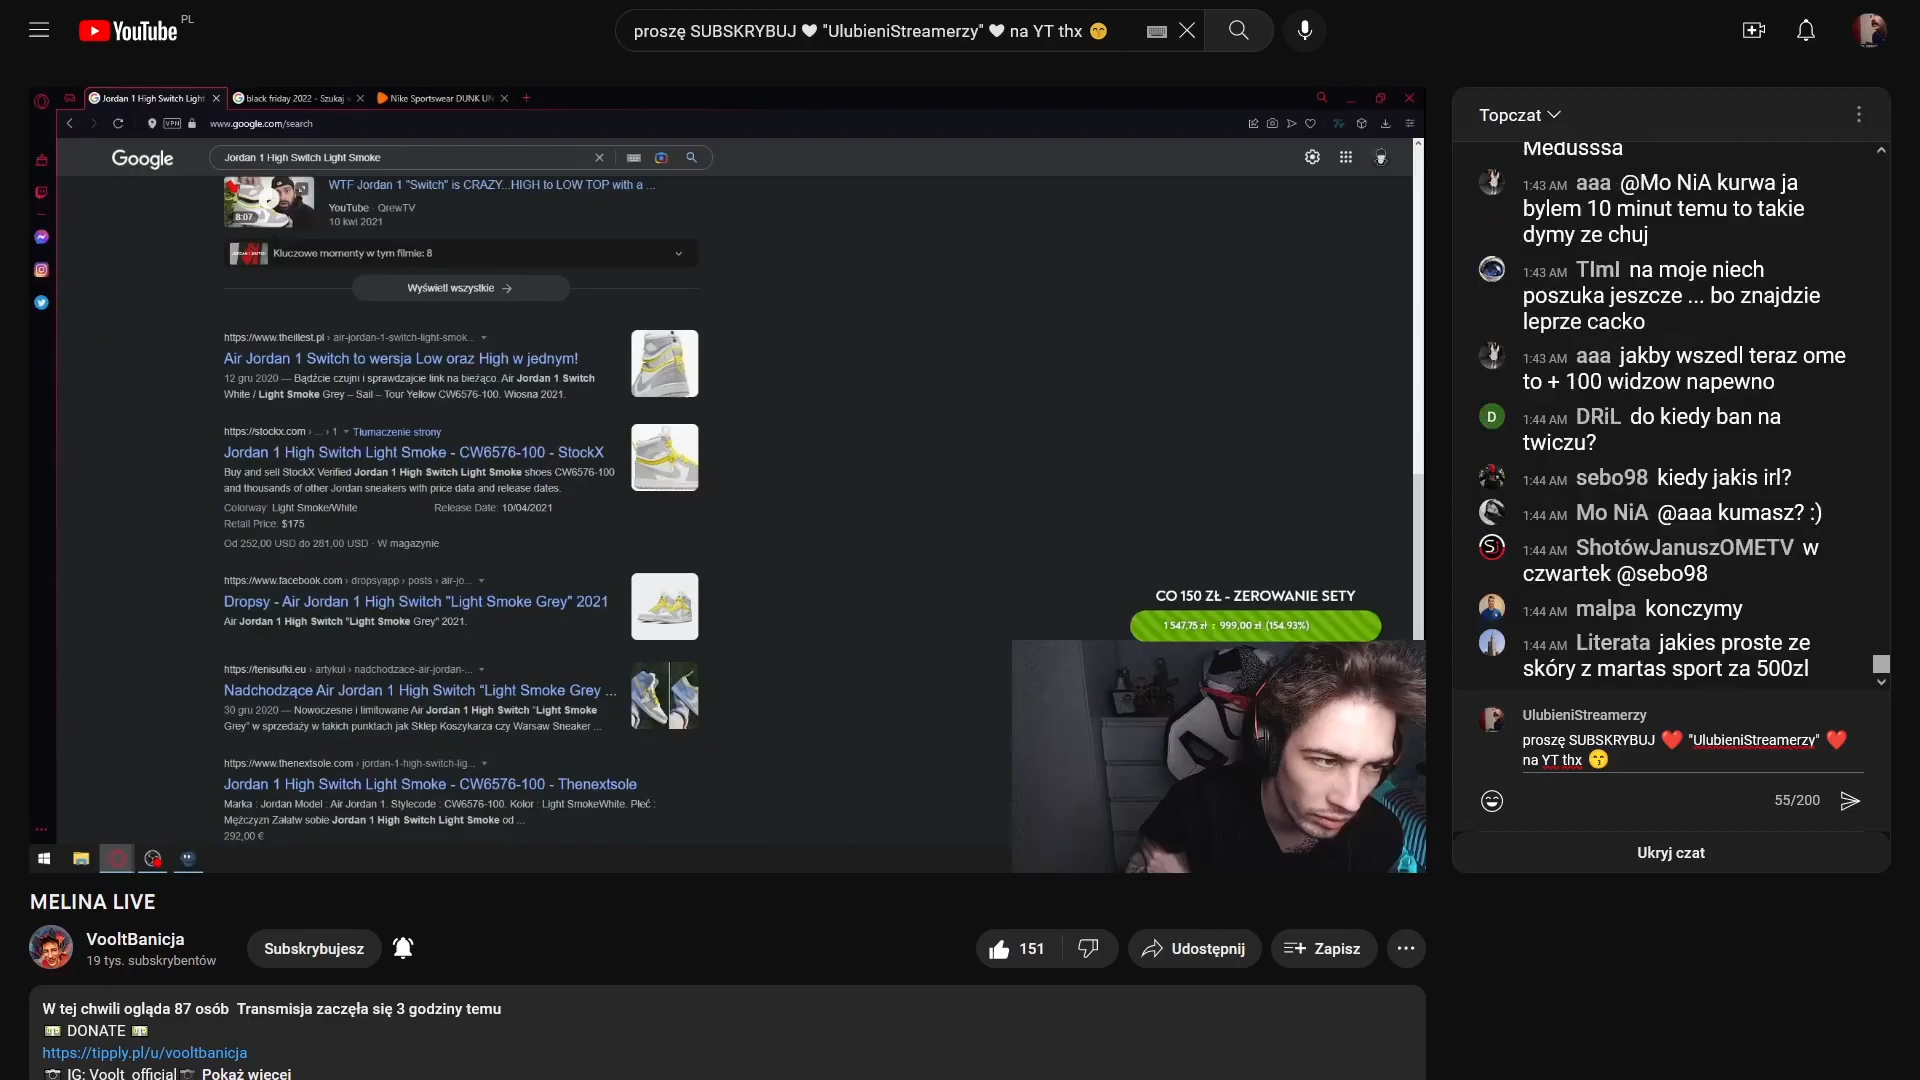 YouTube PL
proszę SUBSKRYBUJ 🤍 "UlubieniStreamerzy" 🤍 na YT thx 😙
Jordan 1 High Switch Light
black friday 2022 - Szukaj
Nike Sportswear DUNK
VPN www.google.com/search
Google
Jordan 1 High Switch Light Smoke
WTF Jordan 1 "Switch" is CRAZY...HIGH to LOW TOP with a ...
YouTube · QrewTV
10 kwi 2021
8:07
Kluczowe momenty w tym filmie: 8
Wyświetl wszystkie →
https://www.theillest.pl › air-jordan-1-switch-light-smok...
Air Jordan 1 Switch to wersja Low oraz High w jednym!
12 gru 2020 — Bądźcie czujni i sprawdzajcie link na bieżąco. Air Jordan 1 Switch
White / Light Smoke Grey – Sail – Tour Yellow CW6576-100. Wiosna 2021.
https://stockx.com › ... › 1 Tłumaczenie strony
Jordan 1 High Switch Light Smoke - CW6576-100 - StockX
Buy and sell StockX Verified Jordan 1 High Switch Light Smoke shoes CW6576-100
and thousands of other Jordan sneakers with price data and release dates.
Colorway: Light Smoke/White Release Date: 10/04/2021
Retail Price: $175
Od 252,00 USD do 281,00 USD · W magazynie
https://www.facebook.com › dropsyapp › posts › air-jo...
Dropsy - Air Jordan 1 High Switch "Light Smoke Grey" 2021
Air Jordan 1 High Switch "Light Smoke Grey" 2021.
https://tenisufki.eu › artykul › nadchodzace-air-jordan-...
Nadchodzące Air Jordan 1 High Switch “Light Smoke Grey ...
30 gru 2020 — Nowoczesne i limitowane Air Jordan 1 High Switch “Light Smoke
Grey” w sprzedaży w takich punktach jak Sklep Koszykarza czy Warsaw Sneaker ...
https://www.thenextsole.com › jordan-1-high-switch-lig...
Jordan 1 High Switch Light Smoke - CW6576-100 - Thenextsole
Marka : Jordan Model : Air Jordan 1. Stylecode : CW6576-100. Kolor : Light SmokeWhite. Płeć :
Mężczyzn Załatw sobie Jordan 1 High Switch Light Smoke od ...
292,00 €
CO 150 ZŁ - ZEROWANIE SETY
1 547,75 zł z 999,00 zł (154.93%)
Topczat
Medusssa
1:43 AM aaa @Mo NiA kurwa ja
bylem 10 minut temu to takie
dymy ze chuj
1:43 AM TImI na moje niech
poszuka jeszcze ... bo znajdzie
leprze cacko
1:43 AM aaa jakby wszedl teraz ome
to + 100 widzow napewno
D 1:44 AM DRiL do kiedy ban na
twiczu?
1:44 AM sebo98 kiedy jakis irl?
1:44 AM Mo NiA @aaa kumasz? :)
1:44 AM ShotówJanuszOMETV w
czwartek @sebo98
1:44 AM malpa konczymy
1:44 AM Literata jakies proste ze
skóry z martas sport za 500zl
UlubieniStreamerzy
proszę SUBSKRYBUJ ❤️ "UlubieniStreamerzy" ❤️
na YT thx 😙
55/200
Ukryj czat
MELINA LIVE
VooltBanicja
19 tys. subskrybentów
Subskrybujesz
151
Udostępnij
Zapisz
W tej chwili ogląda 87 osób Transmisja zaczęła się 3 godziny temu
💵 DONATE 💵
https://tipply.pl/u/vooltbanicja
📷 IG: Voolt_official 📷 Pokaż więcej